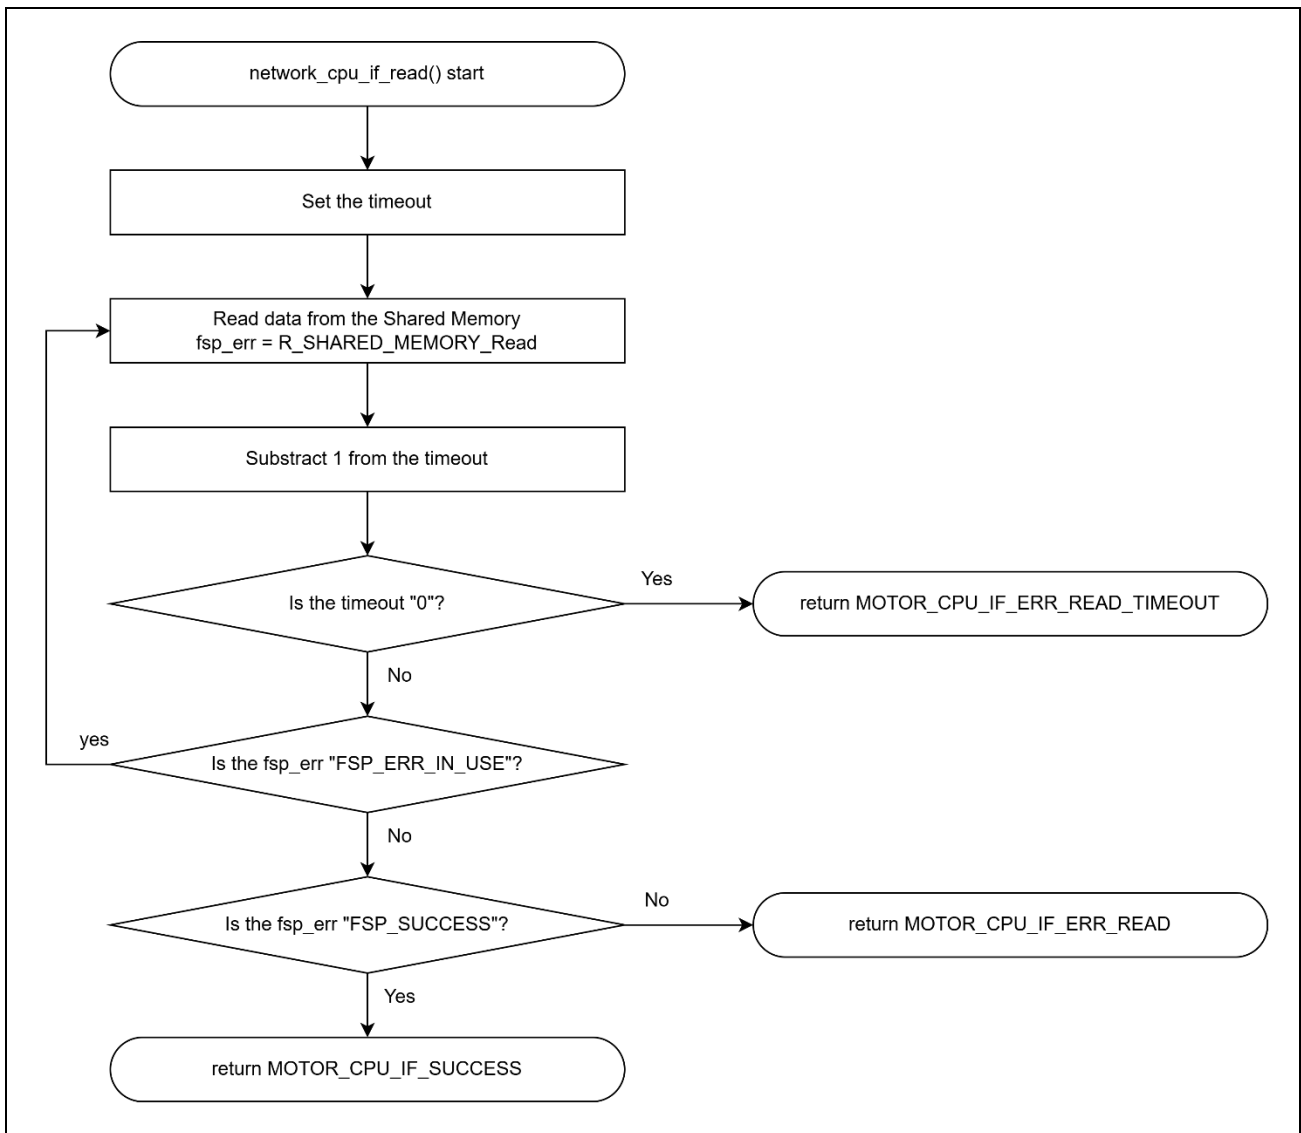 network_cpu_if_read() start
Set the timeout
Read data from the Shared Memory
fsp_err = R_SHARED_MEMORY_Read
Substract 1 from the timeout
Is the timeout "0"?
Yes
return MOTOR_CPU_IF_ERR_READ_TIMEOUT
No
yes
Is the fsp_err "FSP_ERR_IN_USE"?
No
Is the fsp_err "FSP_SUCCESS"?
No
return MOTOR_CPU_IF_ERR_READ
Yes
return MOTOR_CPU_IF_SUCCESS